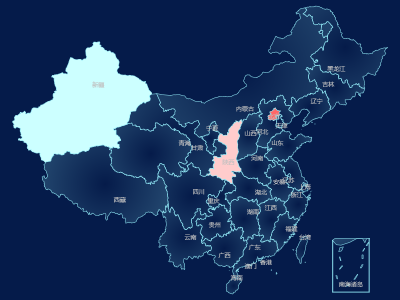 黑龙江
吉林
辽宁
新疆
内蒙古
北京
天津
山西
河北
宁夏
山东
青海
甘肃
陕西
河南
江苏
安徽
上海
西藏
四川
重庆
湖北
浙江
湖南
江西
贵州
福建
云南
台湾
广东
广西
香港
澳门
海南
南海诸岛